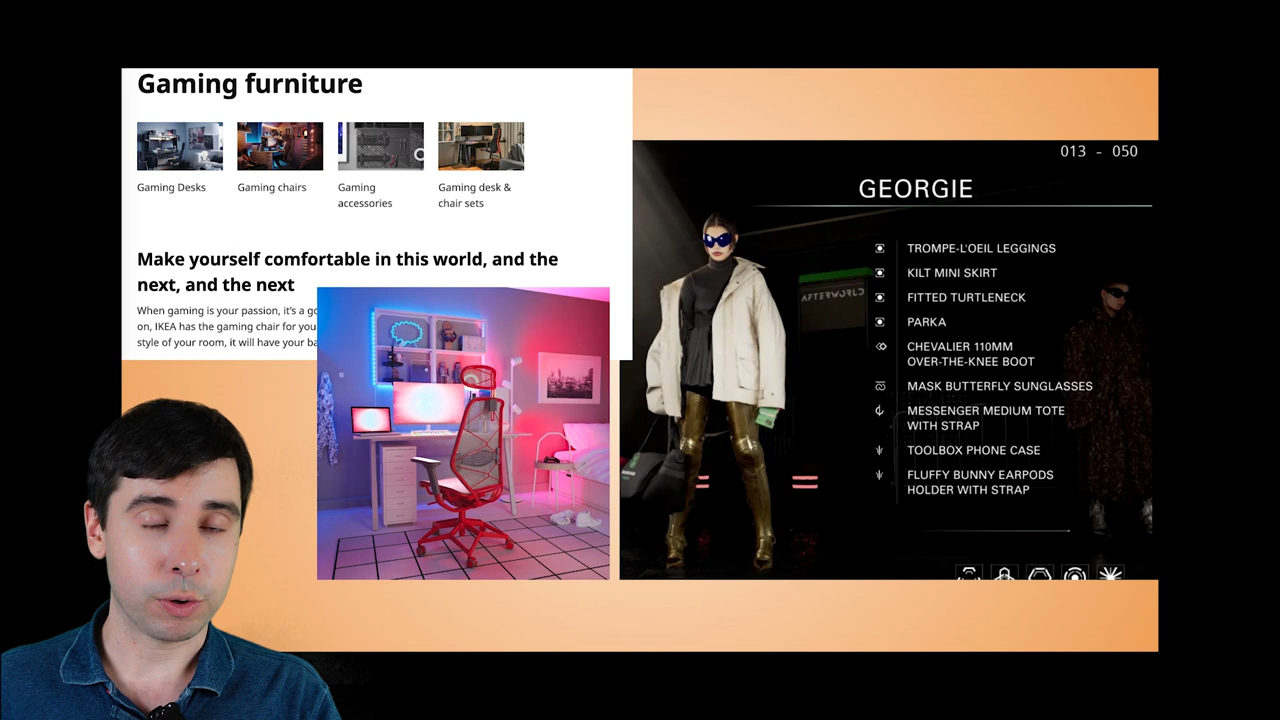 Gaming furniture
Gaming Desks
Gaming chairs
Gaming
accessories
Gaming desk &
chair sets
Make yourself comfortable in this world, and the
next, and the next
When gaming is your passion, it's a
on, IKEA has the gaming chair for you
style of your room, it will have your
013 - 050
GEORGIE
AFTERWORLD
TROMPE-L'OEIL LEGGINGS
KILT MINI SKIRT
FITTED TURTLENECK
PARKA
CHEVALIER 110MM
OVER-THE-KNEE BOOT
MASK BUTTERFLY SUNGLASSES
MESSENGER MEDIUM TOTE
WITH STRAP
TOOLBOX PHONE CASE
FLUFFY BUNNY EARPODS
HOLDER WITH STRAP